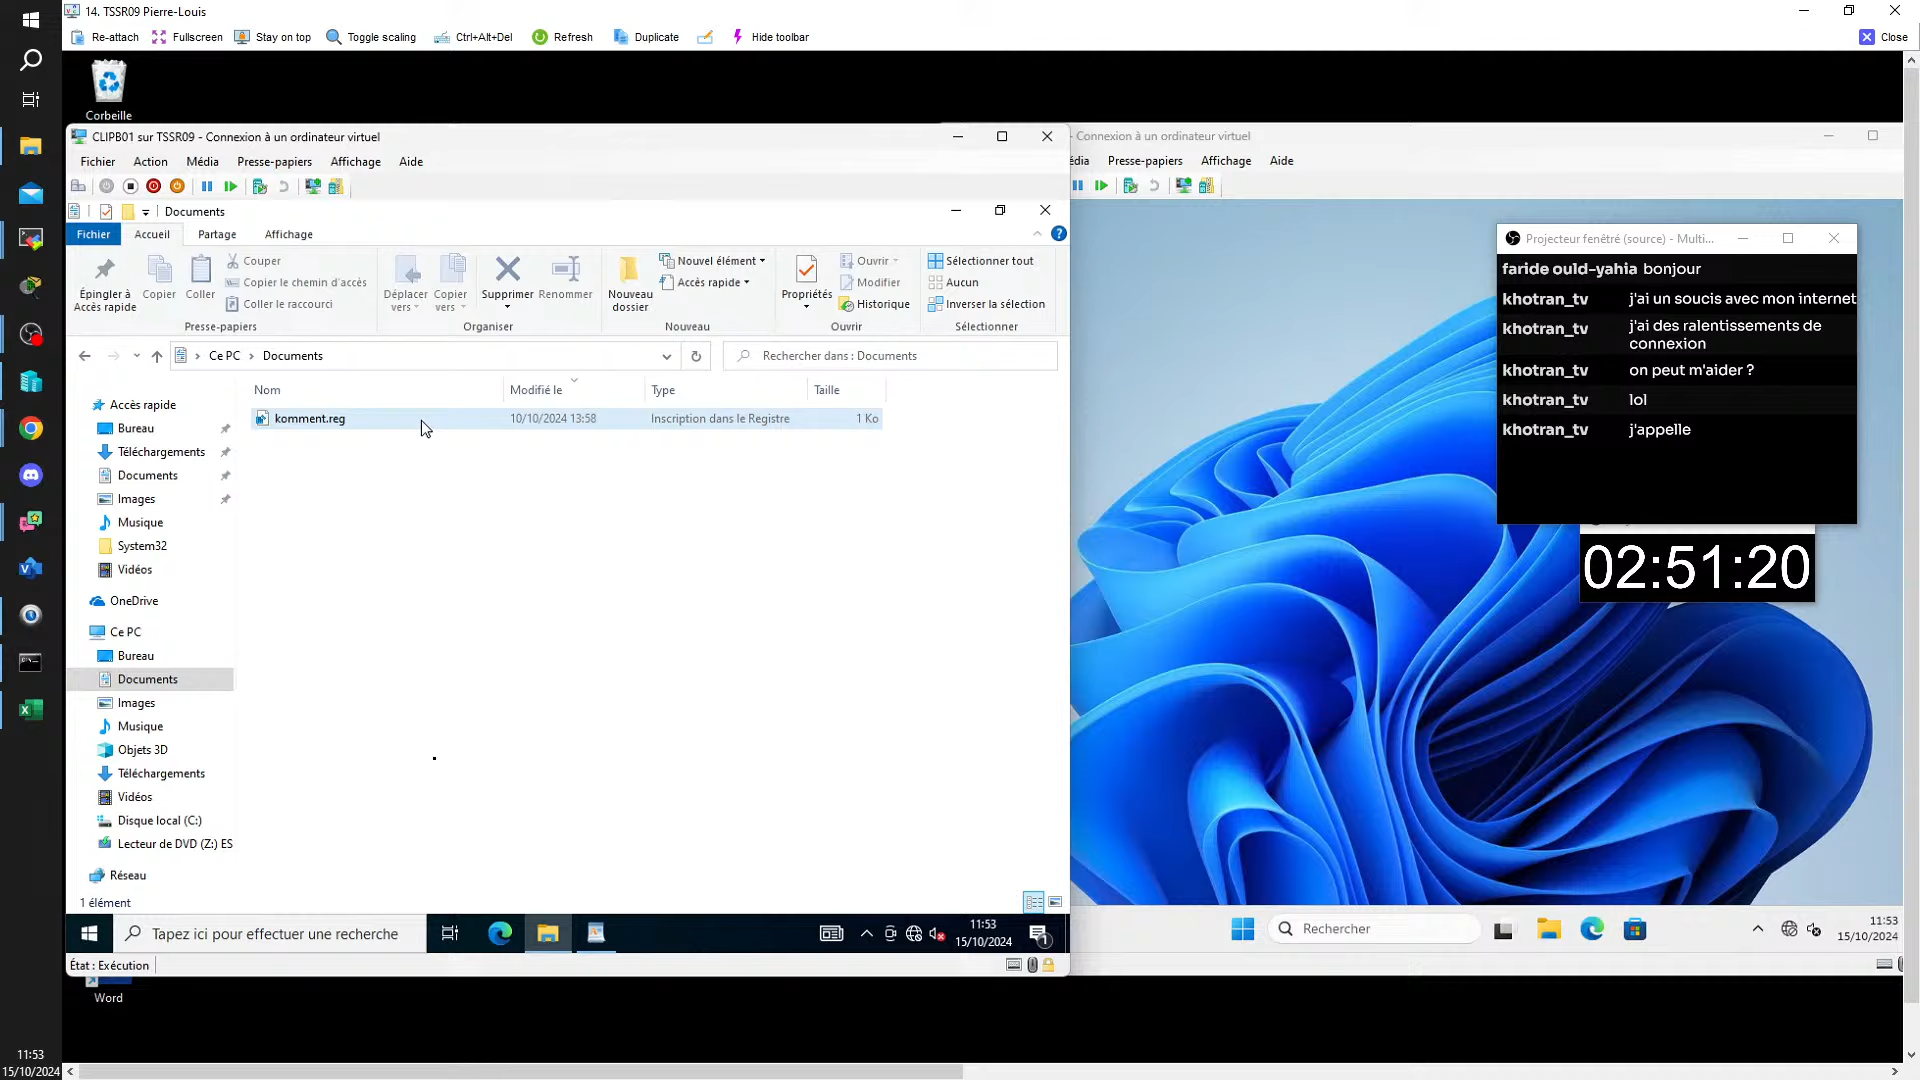 14. TSSR09 Pierre-Louis
Re-attach Fullscreen Stay on top Toggle scaling Ctrl+Alt+Del Refresh Duplicate Hide toolbar Close
Corbeille
CLIPB01 sur TSSR09 - Connexion à un ordinateur virtuel
Fichier Action Média Presse-papiers Affichage Aide
Documents
Fichier Accueil Partage Affichage
Épingler à Accès rapide
Copier
Coller
Couper
Copier le chemin d'accès
Coller le raccourci
Presse-papiers
Déplacer vers
Copier vers
Supprimer
Renommer
Organiser
Nouveau dossier
Nouvel élément
Accès rapide
Nouveau
Propriétés
Ouvrir
Modifier
Historique
Ouvrir
Sélectionner tout
Aucun
Inverser la sélection
Sélectionner
Ce PC > Documents
Rechercher dans : Documents
Nom Modifié le Type Taille
komment.reg 10/10/2024 13:58 Inscription dans le Registre 1 Ko
Accès rapide
Bureau
Téléchargements
Documents
Images
Musique
System32
Vidéos
OneDrive
Ce PC
Bureau
Documents
Images
Musique
Objets 3D
Téléchargements
Vidéos
Disque local (C:)
Lecteur de DVD (Z:) ES
Réseau
1 élément
Tapez ici pour effectuer une recherche
11:53
15/10/2024
1
État : Exécution
Word
- Connexion à un ordinateur virtuel
édia Presse-papiers Affichage Aide
Projecteur fenêtré (source) - Multi...
faride ould-yahia bonjour
khotran_tv j'ai un soucis avec mon internet
khotran_tv j'ai des ralentissements de
connexion
khotran_tv on peut m'aider ?
khotran_tv lol
khotran_tv j'appelle
02:51:20
Rechercher
11:53
15/10/2024
11:53
15/10/2024